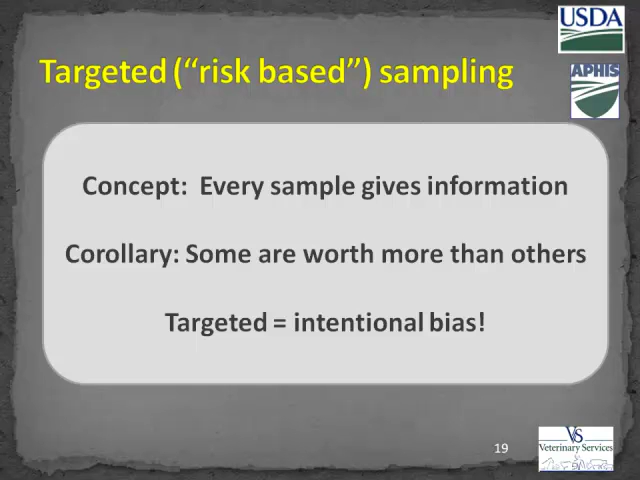 USDA
APHIS
Targeted (“risk based”) sampling
Concept:  Every sample gives information
Corollary: Some are worth more than others
Targeted = intentional bias!
19
VS
Veterinary Services